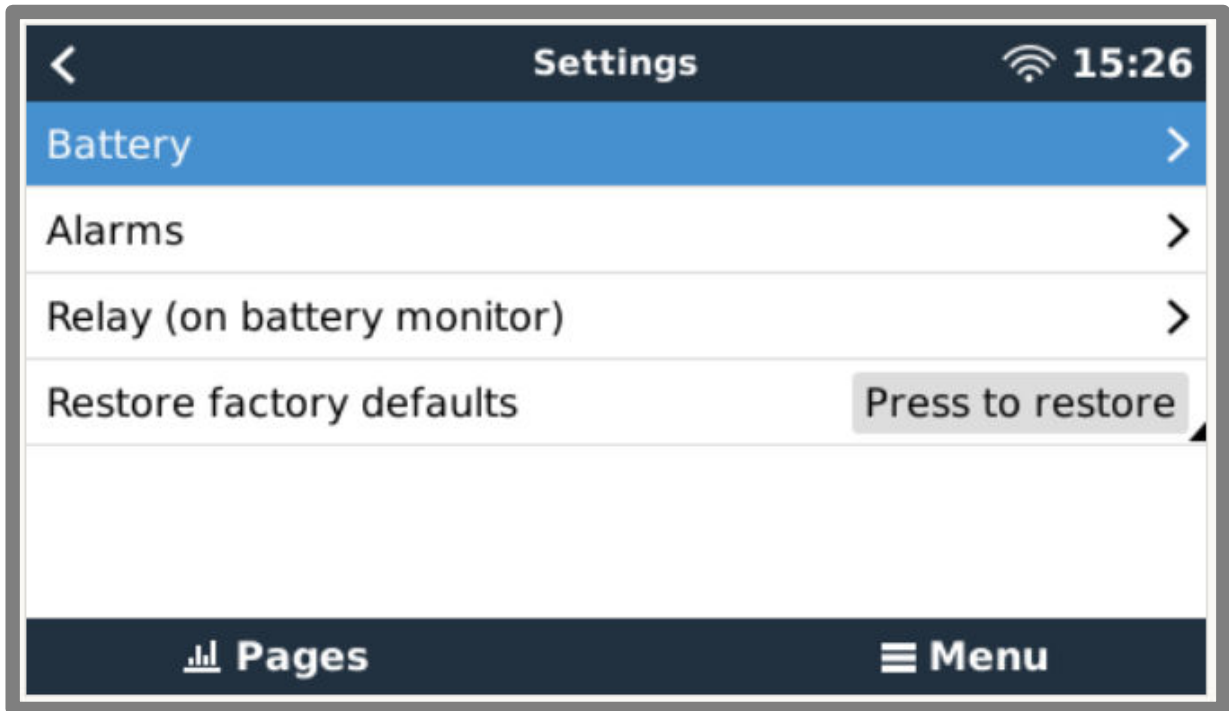 Settings 15:26
Battery
Alarms
Relay (on battery monitor)
Restore factory defaults Press to restore
Pages Menu